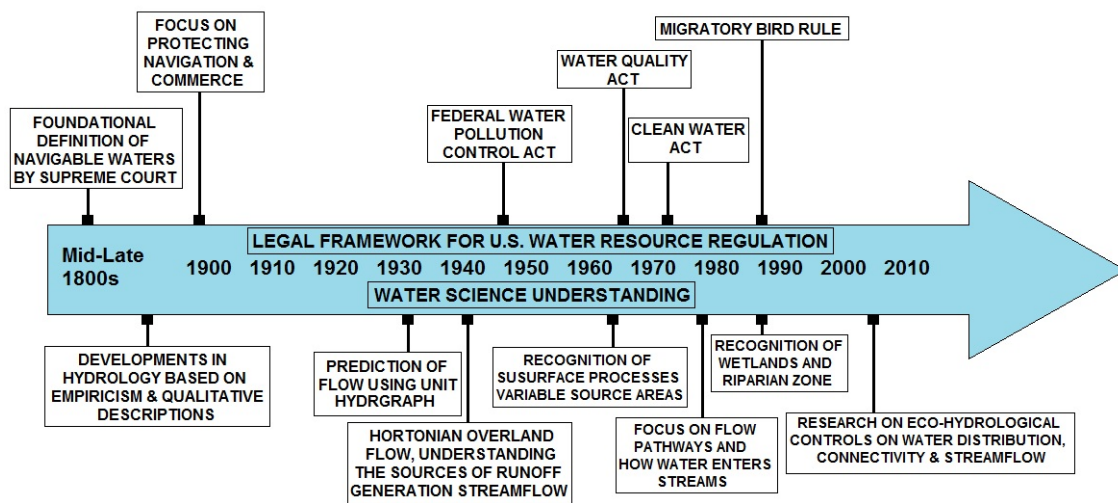 FOCUS ON
PROTECTING
NAVIGATION &
COMMERCE
MIGRATORY BIRD RULE
WATER QUALITY
ACT
FOUNDATIONAL
DEFINITION OF
NAVIGABLE WATERS
BY SUPREME COURT
FEDERAL WATER
POLLUTION
CONTROL ACT
CLEAN WATER
ACT
LEGAL FRAMEWORK FOR U.S. WATER RESOURCE REGULATION
Mid-Late
1800s
1900 1910 1920 1930 1940 1950 1960 1970 1980 1990 2000 2010
WATER SCIENCE UNDERSTANDING
DEVELOPMENTS IN
HYDROLOGY BASED ON
EMPIRICISM & QUALITATIVE
DESCRIPTIONS
PREDICTION OF
FLOW USING UNIT
HYDRGRAPH
HORTONIAN OVERLAND
FLOW, UNDERSTANDING
THE SOURCES OF RUNOFF
GENERATION STREAMFLOW
RECOGNITION OF
SUSURFACE PROCESSES
VARIABLE SOURCE AREAS
FOCUS ON FLOW
PATHWAYS AND
HOW WATER ENTERS
STREAMS
RECOGNITION OF
WETLANDS AND
RIPARIAN ZONE
RESEARCH ON ECO-HYDROLOGICAL
CONTROLS ON WATER DISTRIBUTION,
CONNECTIVITY & STREAMFLOW